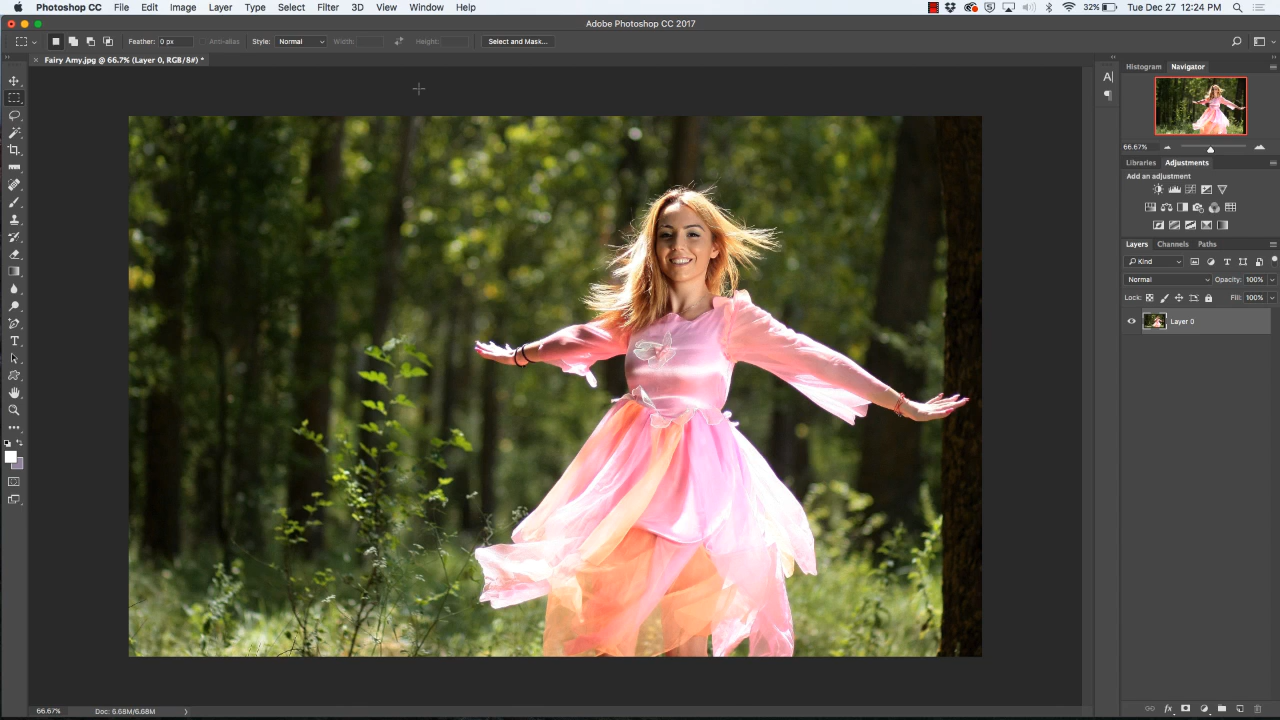 Photoshop CC File Edit Image Layer Type Select Filter 3D View Window Help 32% Tue Dec 27 12:24 PM
Adobe Photoshop CC 2017
Feather: 0 px Anti-alias Style: Normal Width: Height: Select and Mask...
× Fairy Amy.jpg @ 66.7% (Layer 0, RGB/8#) *
Histogram Navigator
66.67%
Libraries Adjustments
Add an adjustment
Layers Channels Paths
Kind
Normal Opacity: 100%
Lock: Fill: 100%
Layer 0
66.67% Doc: 6.68M/6.68M